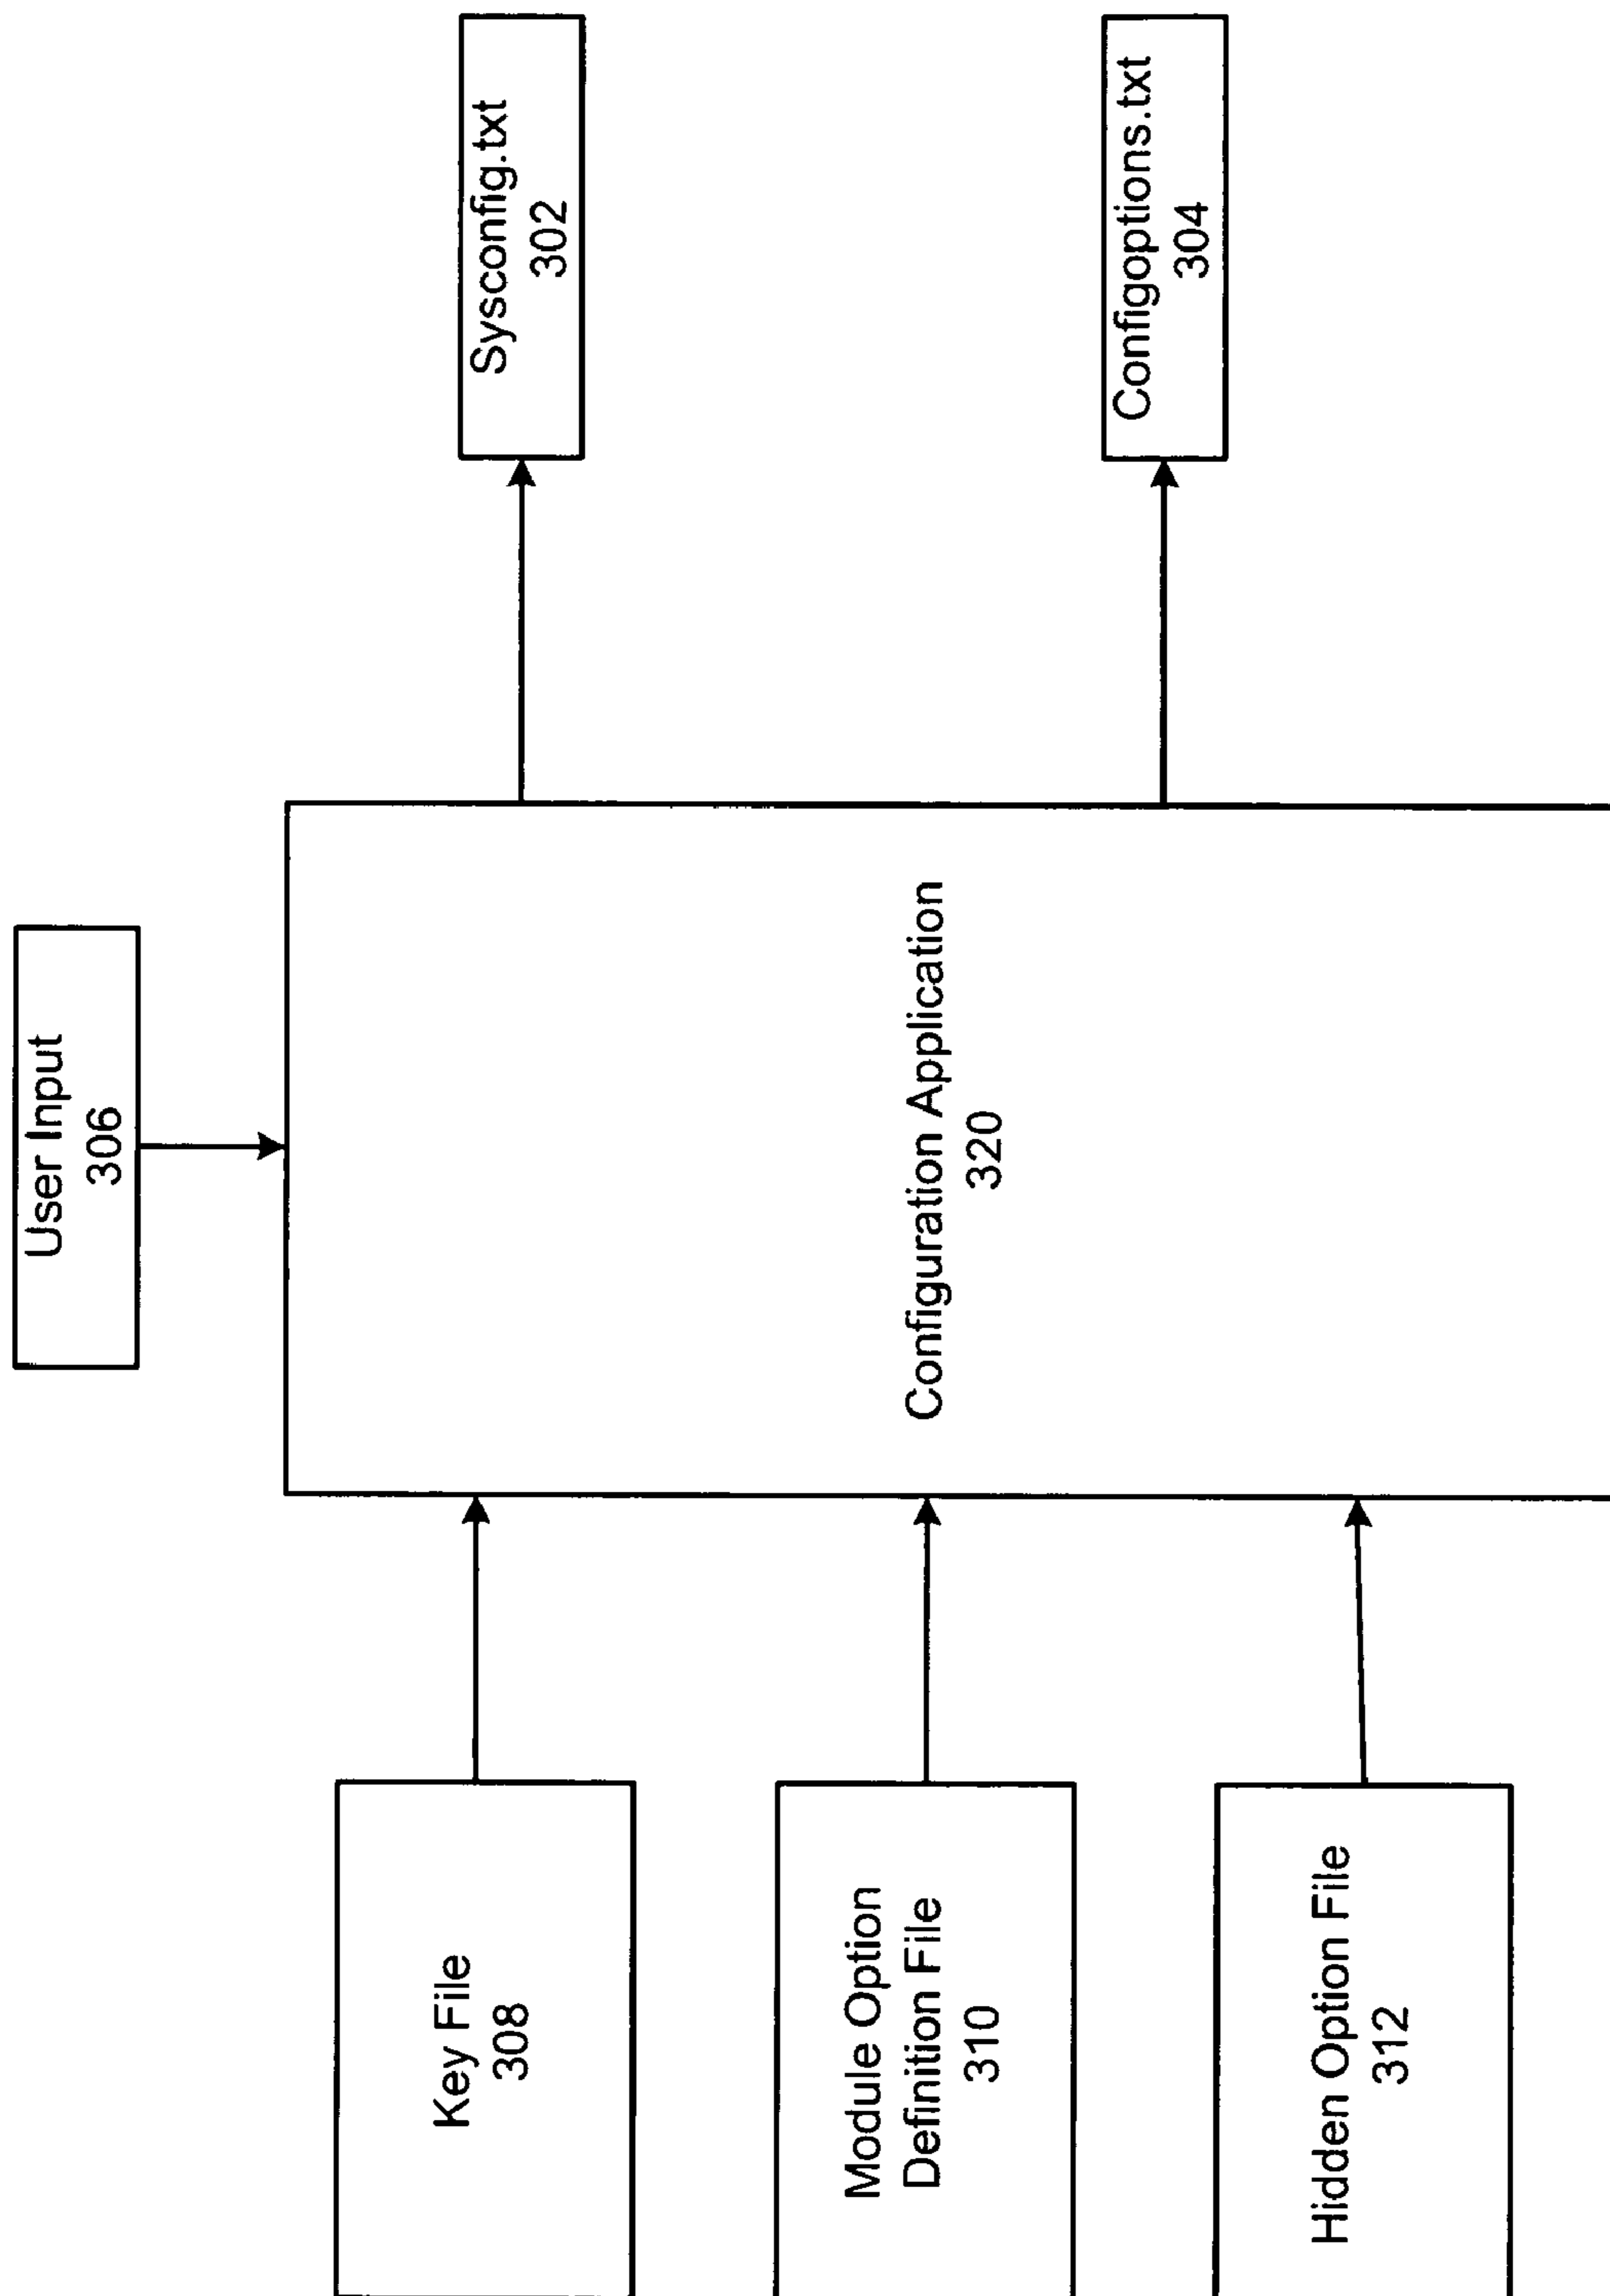 User Input
306
Key File
308
Module Option
Definition File
310
Hidden Option File
312
Configuration Application
320
Sysconfig.txt
302
Configoptions.txt
304